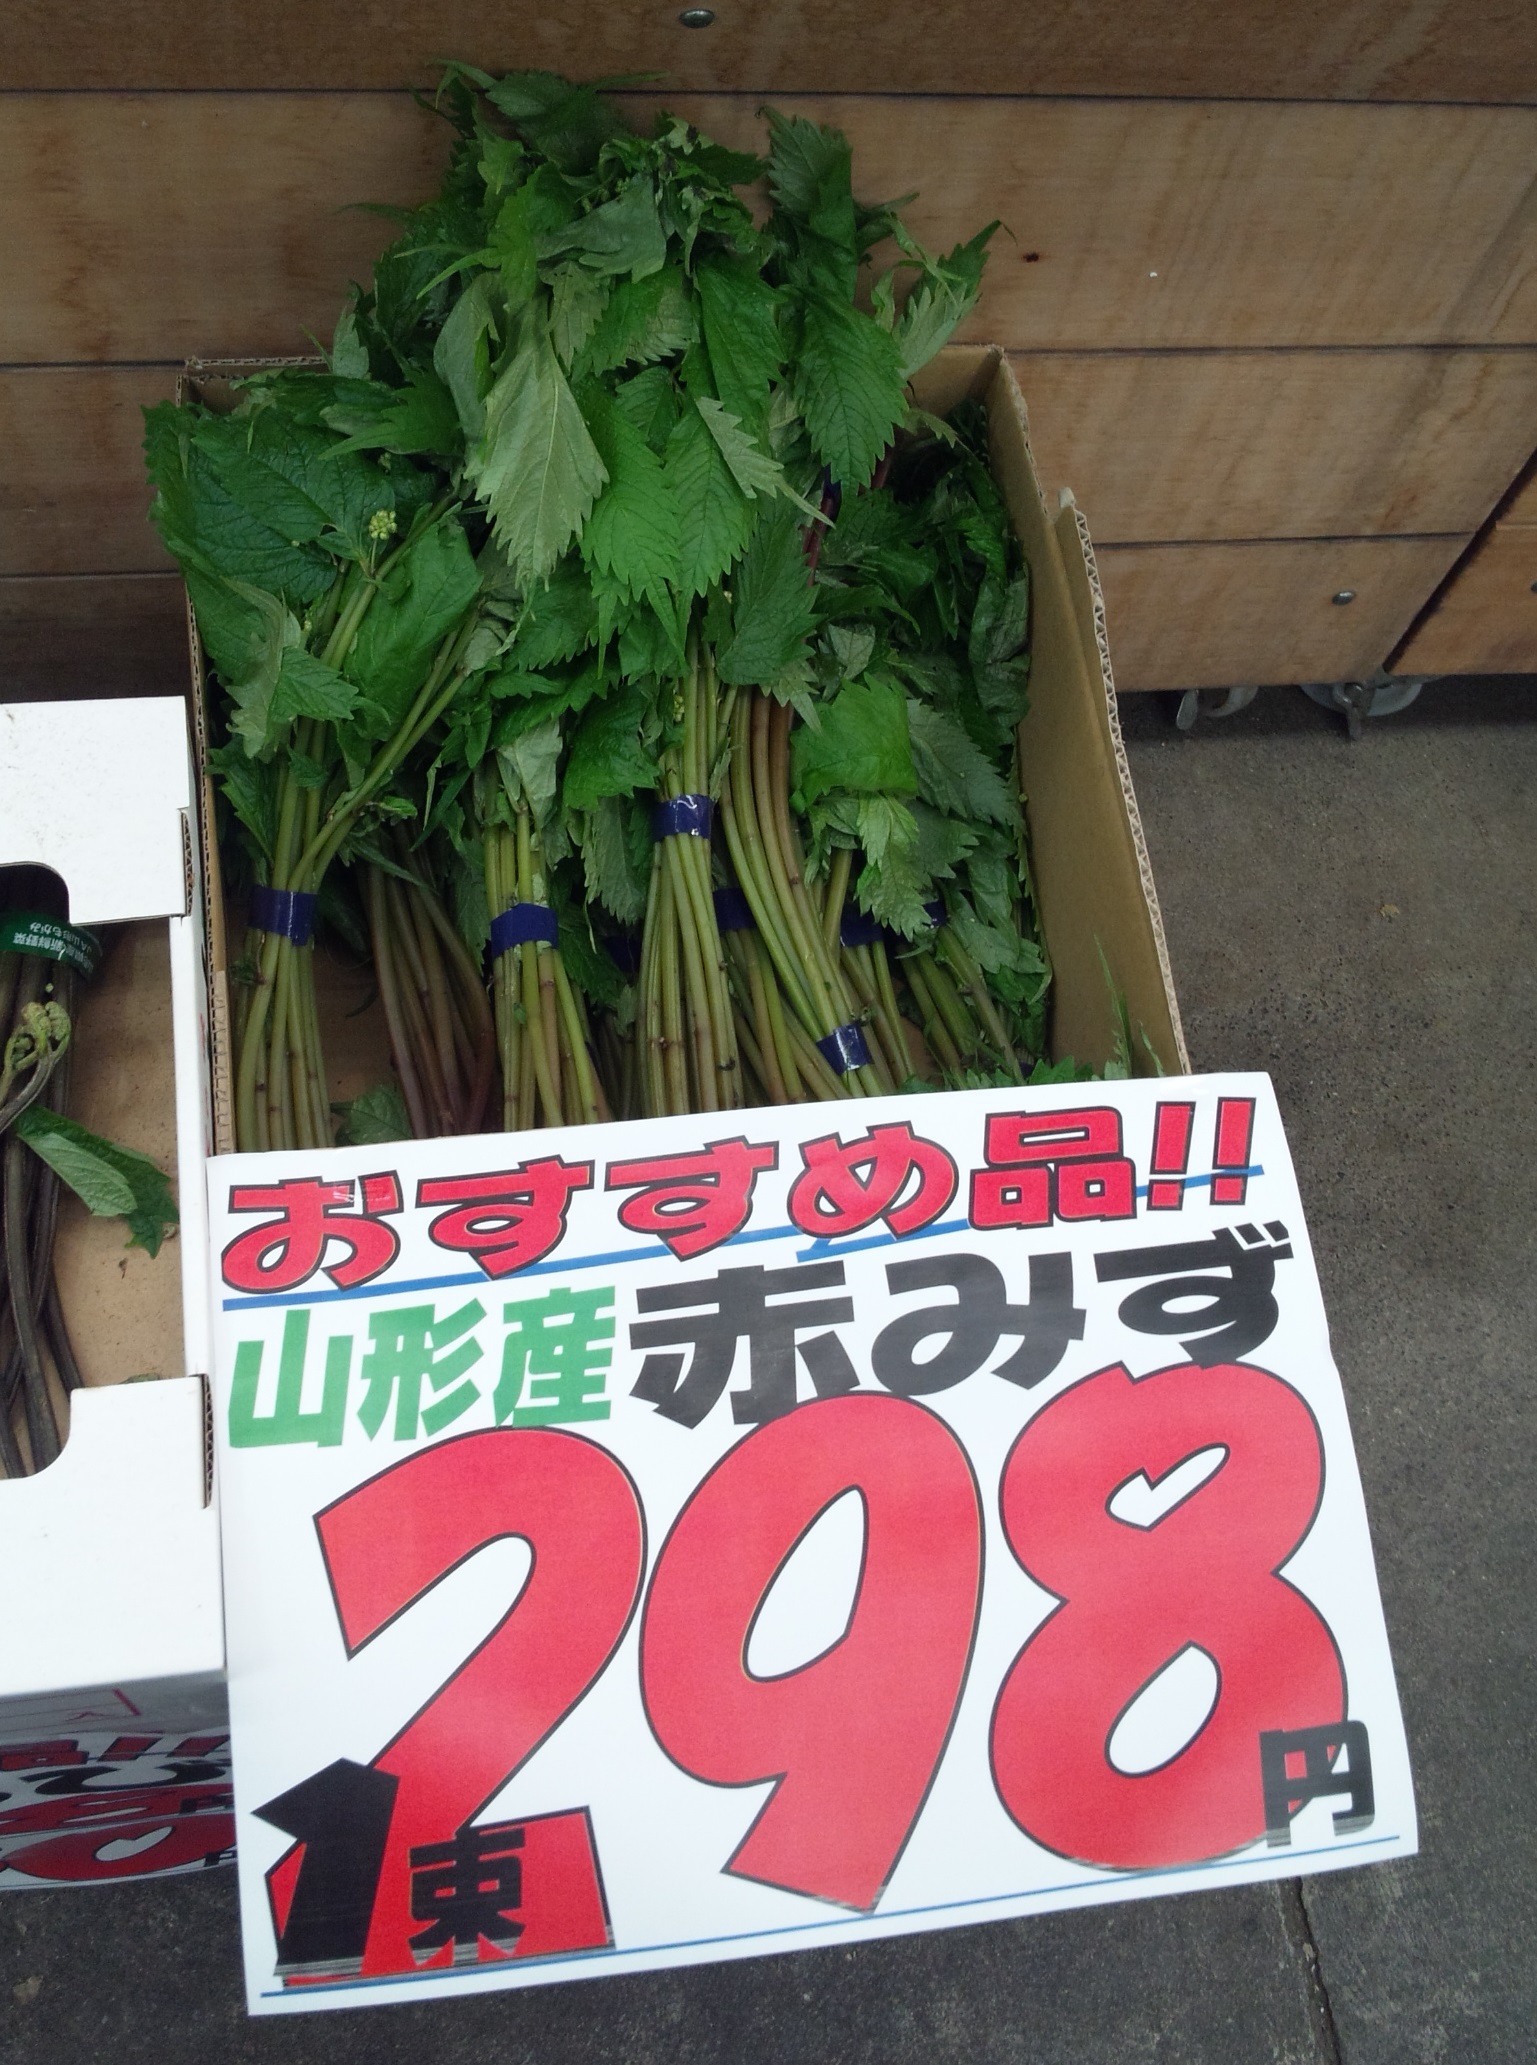 おすすめ品!!
山形産 赤みず
298円
1束